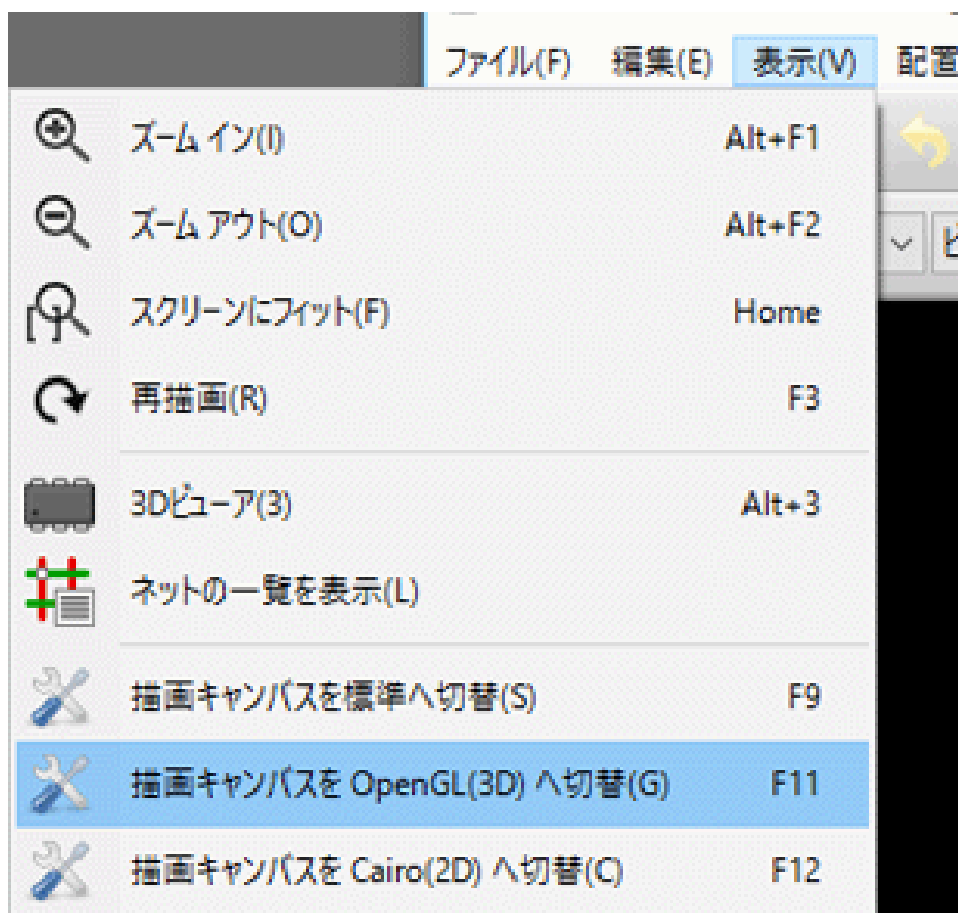 ファイル(F) 編集(E) 表示(V) 配置
ズーム イン(I) Alt+F1
ズーム アウト(O) Alt+F2
スクリーンにフィット(F) Home
再描画(R) F3
3Dビューア(3) Alt+3
ネットの一覧を表示(L)
描画キャンバスを標準へ切替(S) F9
描画キャンバスを OpenGL(3D) へ切替(G) F11
描画キャンバスを Cairo(2D) へ切替(C) F12